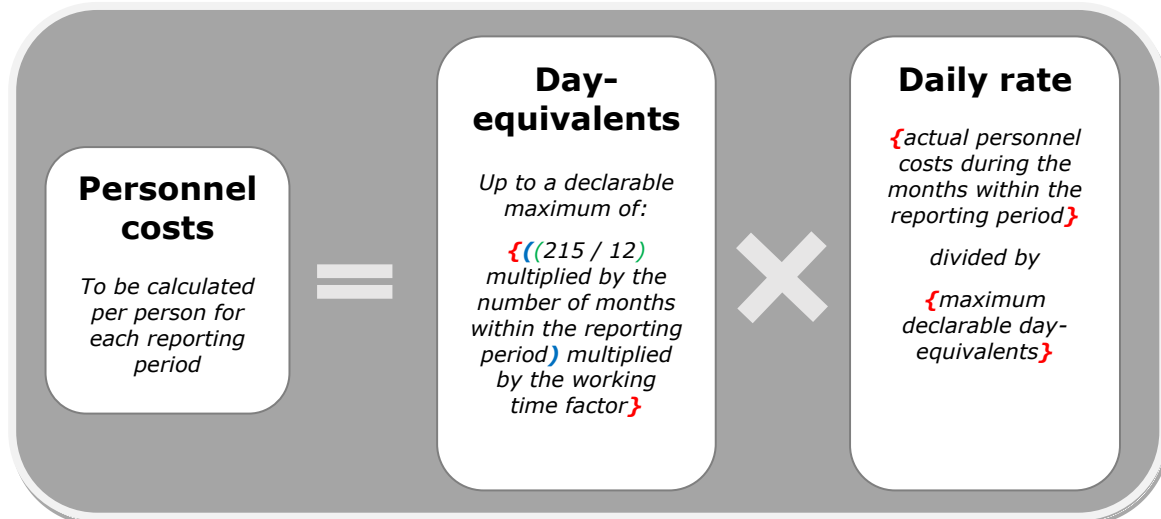 Personnel
costs
To be calculated
per person for
each reporting
period
=
Day-
equivalents
Up to a declarable
maximum of:
{((215 / 12)
multiplied by the
number of months
within the reporting
period) multiplied
by the working
time factor}
×
Daily rate
{actual personnel
costs during the
months within the
reporting period}
divided by
{maximum
declarable day-
equivalents}